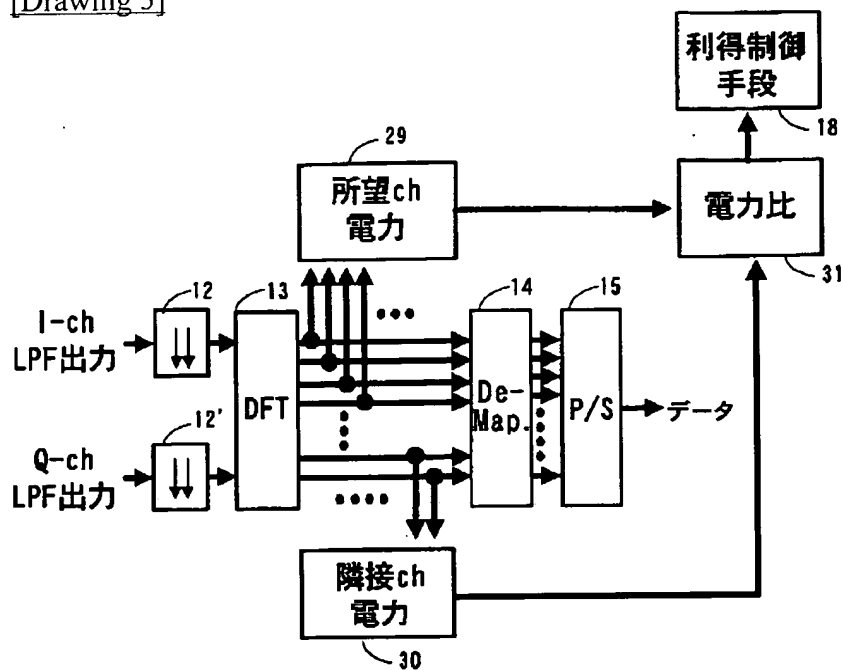 [Drawing 5]
利得制御
手段
18
29
所望ch
電力
電力比
31
12
13
14
15
I-ch
LPF出力
↓↓
DFT
De-
Map.
P/S
データ
12'
Q-ch
LPF出力
↓↓
隣接ch
電力
30